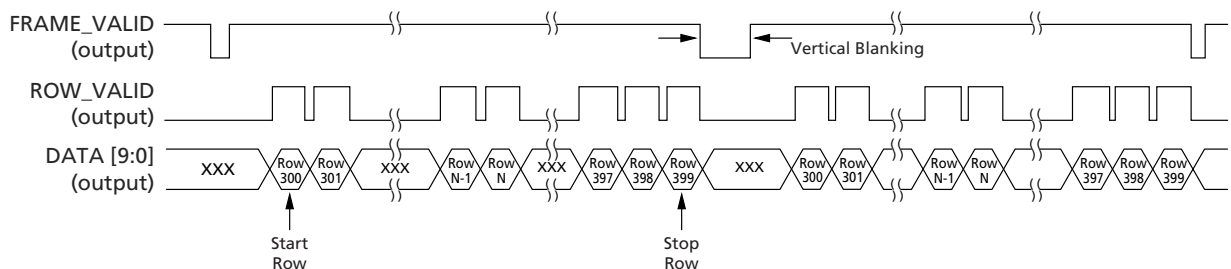 FRAME_VALID
(output)
Vertical Blanking
ROW_VALID
(output)
DATA [9:0]
(output)
XXX
Row
300
Row
301
XXX
Row
N-1
Row
N
XXX
Row
397
Row
398
Row
399
XXX
Row
300
Row
301
Row
N-1
Row
N
Row
397
Row
398
Row
399
Start
Row
Stop
Row